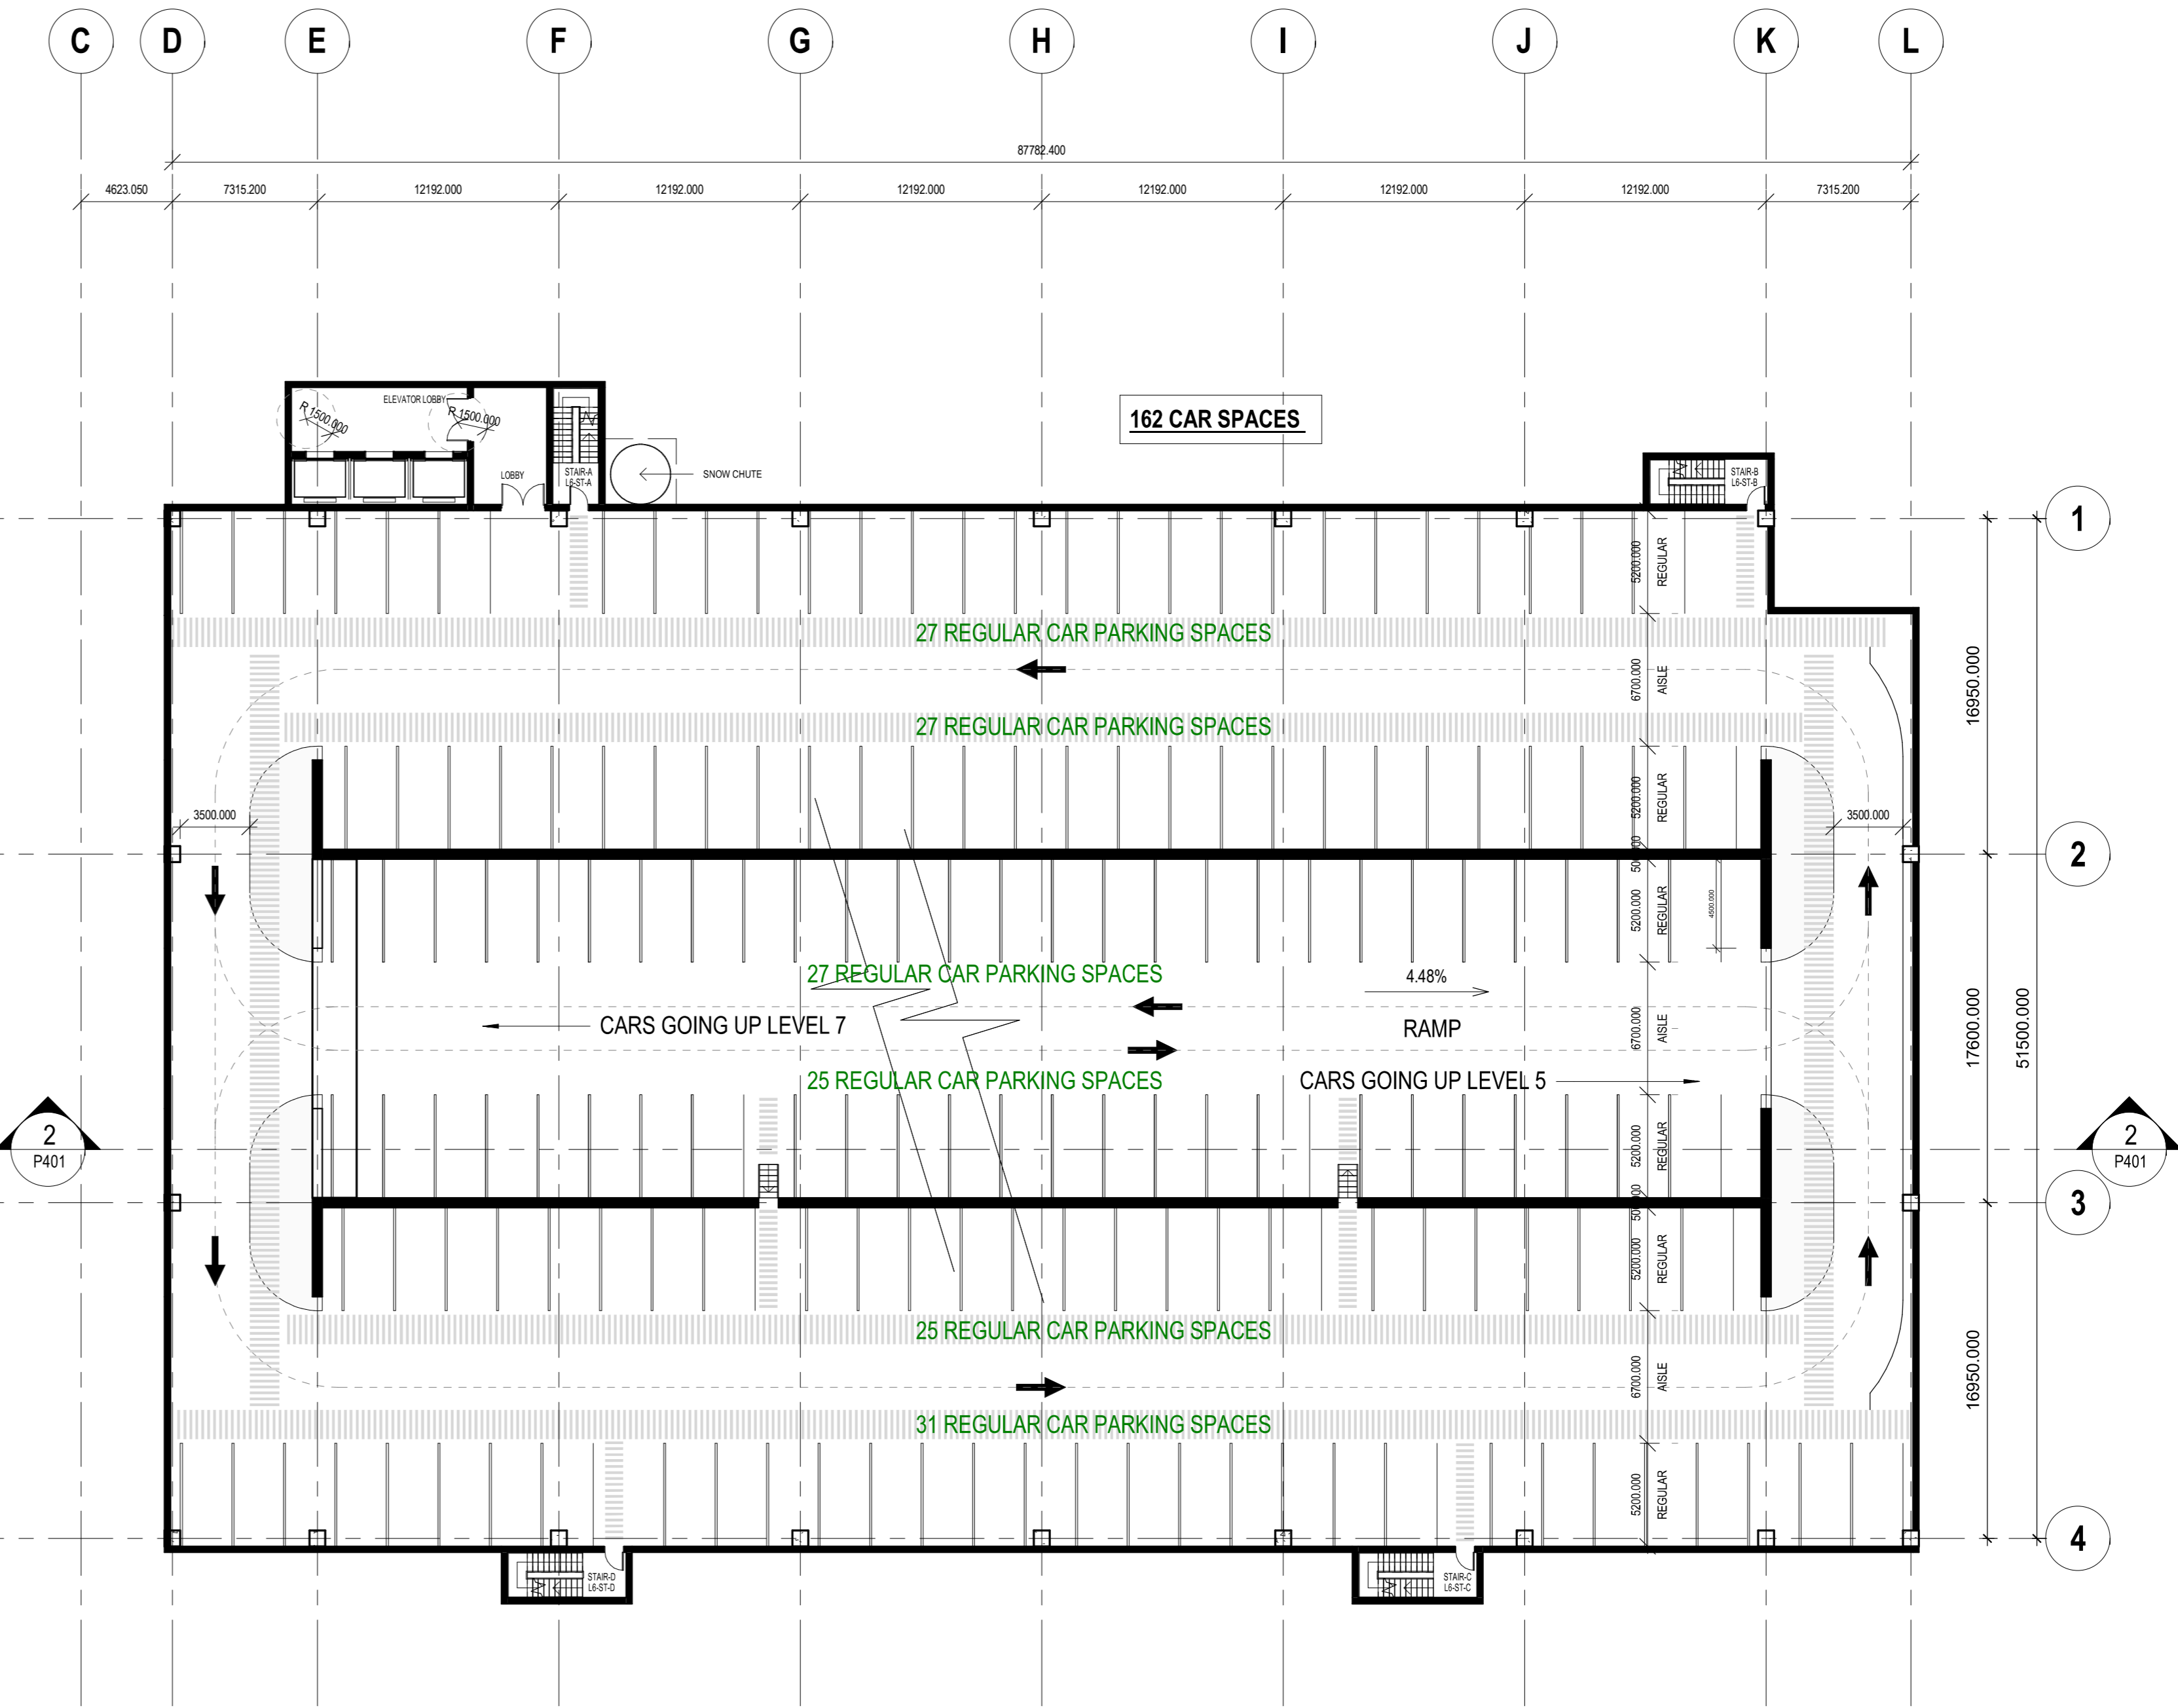 C D E F G H I J K L
87782.400
4623.050 7315.200 12192.000 12192.000 12192.000 12192.000 12192.000 12192.000 7315.200
ELEVATOR LOBBY
R 1500.000 R 1500.000
162 CAR SPACES
LOBBY
STAIR-A
L6-ST-A
SNOW CHUTE
STAIR-B
L6-ST-B
1
5200.000 REGULAR
27 REGULAR CAR PARKING SPACES
6700.000 AISLE
16950.000
27 REGULAR CAR PARKING SPACES
5200.000 REGULAR
3500.000 3500.000
2
5200.000 REGULAR
4500.000
27 REGULAR CAR PARKING SPACES
4.48%
CARS GOING UP LEVEL 7
RAMP
6700.000 AISLE
17600.000
51500.000
25 REGULAR CAR PARKING SPACES
CARS GOING UP LEVEL 5
2
P401
5200.000 REGULAR
2
P401
3
5200.000 REGULAR
25 REGULAR CAR PARKING SPACES
6700.000 AISLE
16950.000
31 REGULAR CAR PARKING SPACES
5200.000 REGULAR
4
STAIR-D
L6-ST-D
STAIR-C
L6-ST-C